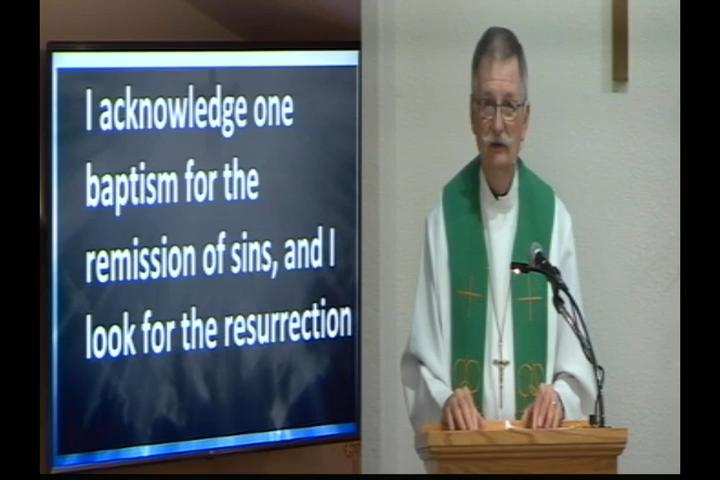 I acknowledge one
baptism for the
remission of sins, and I
look for the resurrection